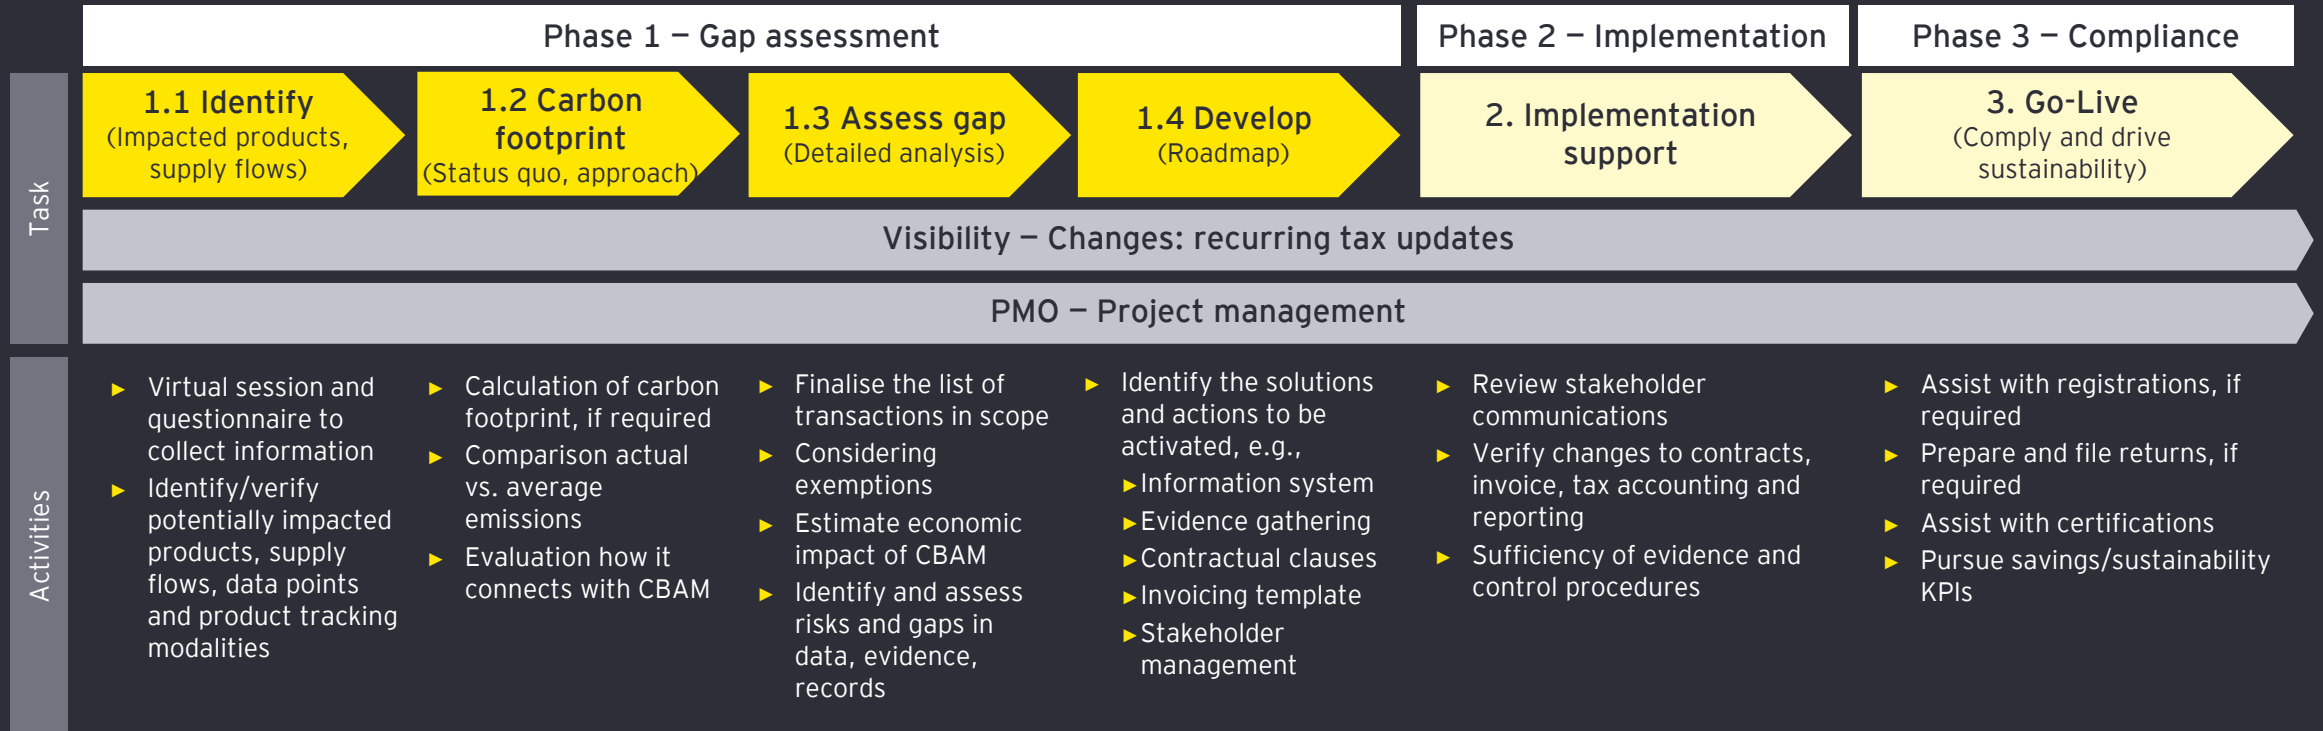 Phase 1 – Gap assessment
Phase 2 – Implementation
Phase 3 – Compliance
Task
1.1 Identify
(Impacted products,
supply flows)
1.2 Carbon
footprint
(Status quo, approach)
1.3 Assess gap
(Detailed analysis)
1.4 Develop
(Roadmap)
2. Implementation
support
3. Go-Live
(Comply and drive
sustainability)
Visibility – Changes: recurring tax updates
PMO – Project management
Activities
► Virtual session and
questionnaire to
collect information
► Identify/verify
potentially impacted
products, supply
flows, data points
and product tracking
modalities
► Calculation of carbon
footprint, if required
► Comparison actual
vs. average
emissions
► Evaluation how it
connects with CBAM
► Finalise the list of
transactions in scope
► Considering
exemptions
► Estimate economic
impact of CBAM
► Identify and assess
risks and gaps in
data, evidence,
records
► Identify the solutions
and actions to be
activated, e.g.,
► Information system
► Evidence gathering
► Contractual clauses
► Invoicing template
► Stakeholder
management
► Review stakeholder
communications
► Verify changes to contracts,
invoice, tax accounting and
reporting
► Sufficiency of evidence and
control procedures
► Assist with registrations, if
required
► Prepare and file returns, if
required
► Assist with certifications
► Pursue savings/sustainability
KPIs